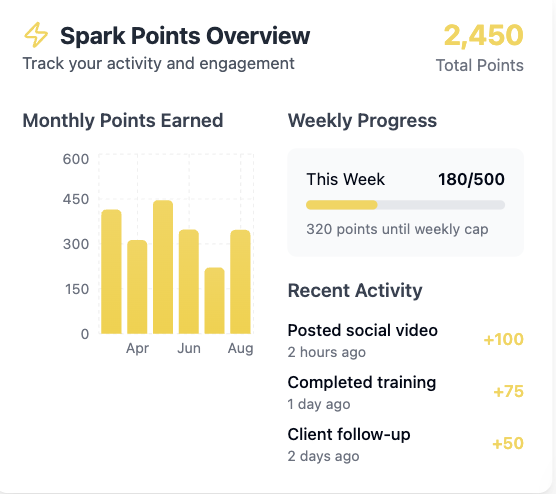 Spark Points Overview
Track your activity and engagement
2,450
Total Points
Monthly Points Earned
600
450
300
150
0
Apr Jun Aug
Weekly Progress
This Week 180/500
320 points until weekly cap
Recent Activity
Posted social video +100
2 hours ago
Completed training +75
1 day ago
Client follow-up +50
2 days ago